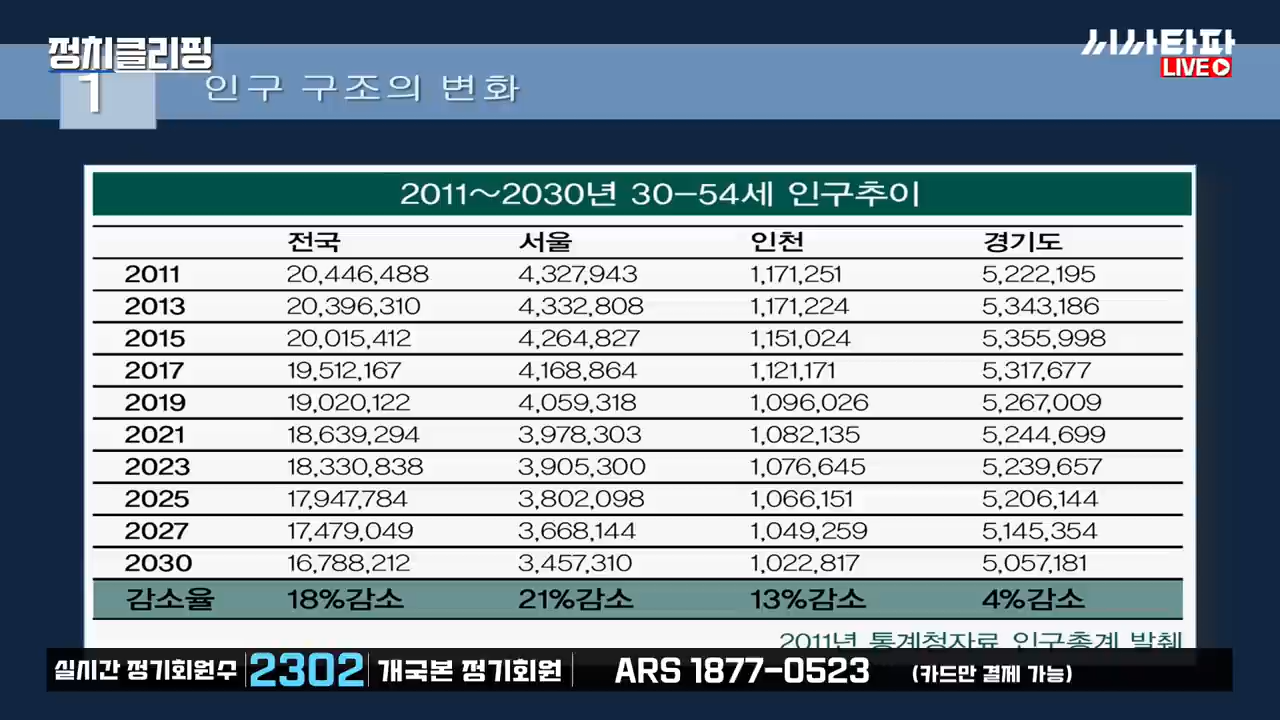 정치클리핑
시사타파
LIVE
1 인구 구조의 변화
2011~2030년 30-54세 인구추이
전국 서울 인천 경기도
2011 20,446,488 4,327,943 1,171,251 5,222,195
2013 20,396,310 4,332,808 1,171,224 5,343,186
2015 20,015,412 4,264,827 1,151,024 5,355,998
2017 19,512,167 4,168,864 1,121,171 5,317,677
2019 19,020,122 4,059,318 1,096,026 5,267,009
2021 18,639,294 3,978,303 1,082,135 5,244,699
2023 18,330,838 3,905,300 1,076,645 5,239,657
2025 17,947,784 3,802,098 1,066,151 5,206,144
2027 17,479,049 3,668,144 1,049,259 5,145,354
2030 16,788,212 3,457,310 1,022,817 5,057,181
감소율 18%감소 21%감소 13%감소 4%감소
2011년 통계청자료 인구총계 발췌
실시간 정기회원수 2302 개국본 정기회원 ARS 1877-0523 (카드만 결제 가능)